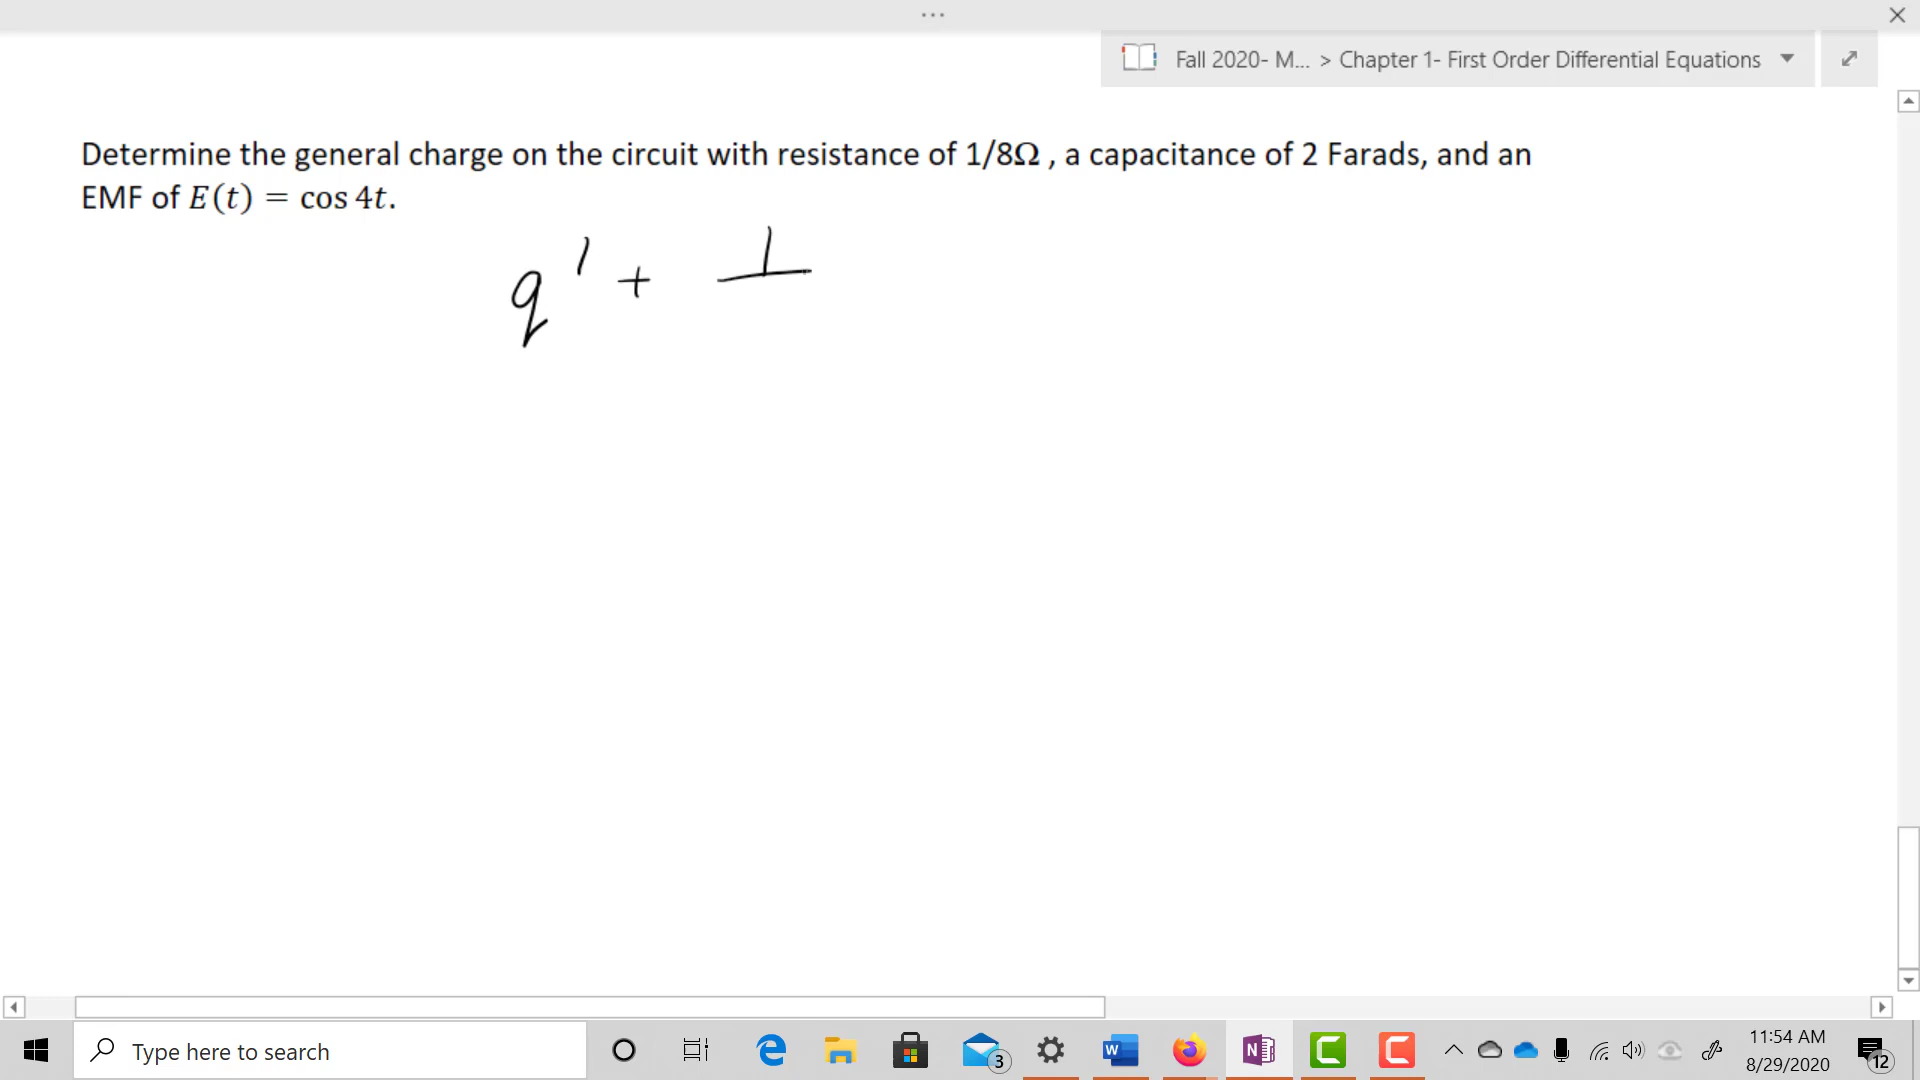 Fall 2020- M... > Chapter 1- First Order Differential Equations
Determine the general charge on the circuit with resistance of 1/8Ω , a capacitance of 2 Farads, and an
EMF of E(t) = cos 4t.
q' + 1
Type here to search
3
W
N
11:54 AM
8/29/2020
12